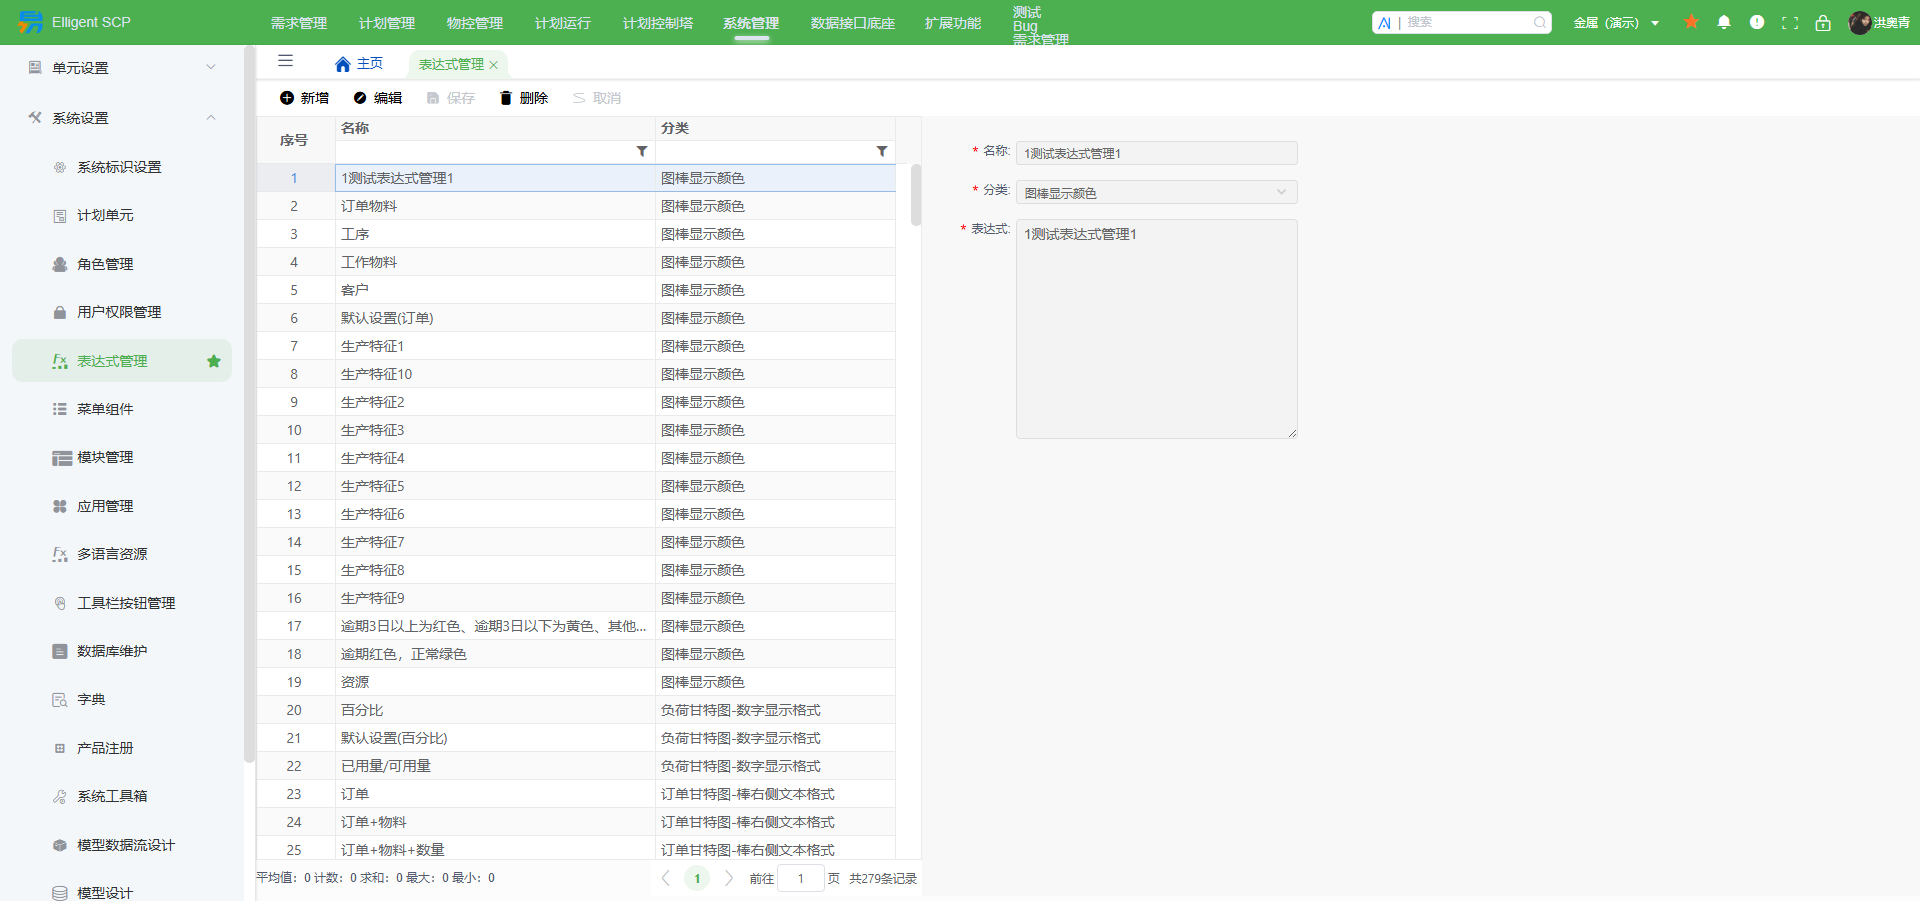 Elligent SCP
需求管理 计划管理 物控管理 计划运行 计划控制塔 系统管理 数据接口底座 扩展功能
测试
Bug
需求管理
AI | 搜索
金属（演示）
洪奥青
单元设置
系统设置
系统标识设置
计划单元
角色管理
用户权限管理
表达式管理
菜单组件
模块管理
应用管理
多语言资源
工具栏按钮管理
数据库维护
字典
产品注册
系统工具箱
模型数据流设计
模型设计
主页 表达式管理
新增 编辑 保存 删除 取消
序号 名称 分类
1 1测试表达式管理1 图棒显示颜色
2 订单物料 图棒显示颜色
3 工序 图棒显示颜色
4 工作物料 图棒显示颜色
5 客户 图棒显示颜色
6 默认设置(订单) 图棒显示颜色
7 生产特征1 图棒显示颜色
8 生产特征10 图棒显示颜色
9 生产特征2 图棒显示颜色
10 生产特征3 图棒显示颜色
11 生产特征4 图棒显示颜色
12 生产特征5 图棒显示颜色
13 生产特征6 图棒显示颜色
14 生产特征7 图棒显示颜色
15 生产特征8 图棒显示颜色
16 生产特征9 图棒显示颜色
17 逾期3日以上为红色、逾期3日以下为黄色、其他... 图棒显示颜色
18 逾期红色，正常绿色 图棒显示颜色
19 资源 图棒显示颜色
20 百分比 负荷甘特图-数字显示格式
21 默认设置(百分比) 负荷甘特图-数字显示格式
22 已用量/可用量 负荷甘特图-数字显示格式
23 订单 订单甘特图-棒右侧文本格式
24 订单+物料 订单甘特图-棒右侧文本格式
25 订单+物料+数量 订单甘特图-棒右侧文本格式
平均值：0 计数：0 求和：0 最大：0 最小：0
1 前往 1 页 共279条记录
* 名称: 1测试表达式管理1
* 分类: 图棒显示颜色
* 表达式: 1测试表达式管理1